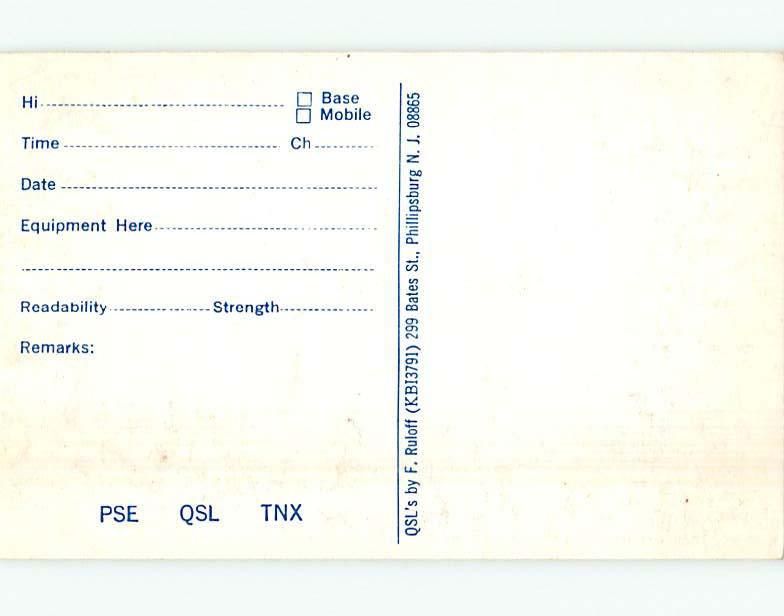 Hi
Base
Mobile
Time Ch
Date
Equipment Here
Readability Strength
Remarks:
PSE QSL TNX
QSL's by F. Ruloff (KBI3791) 299 Bates St., Phillipsburg N. J. 08865